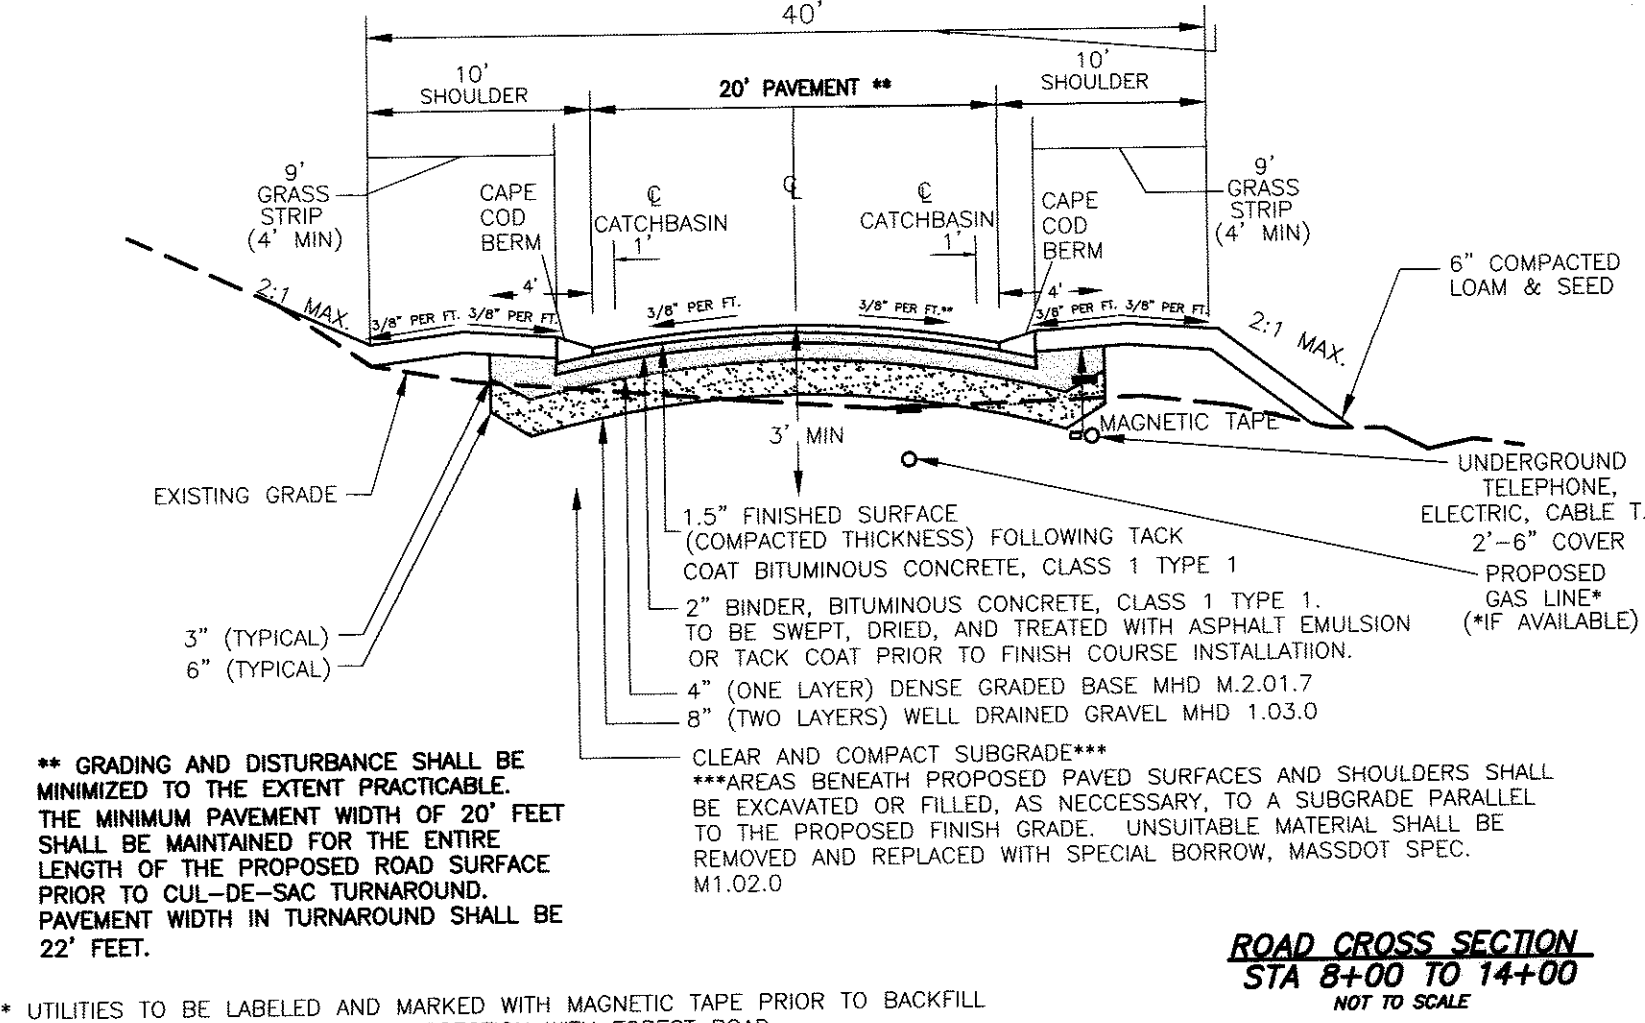 40'
10'
SHOULDER
20' PAVEMENT **
10'
SHOULDER
9'
GRASS
STRIP
(4' MIN)
CAPE
COD
BERM
℄
CATCHBASIN
1'
℄
℄
CATCHBASIN
1'
CAPE
COD
BERM
9'
GRASS
STRIP
(4' MIN)
6" COMPACTED
LOAM & SEED
2:1 MAX.
4'
4'
3/8" PER FT.
3/8" PER FT.
3/8" PER FT.
3/8" PER FT.**
3/8" PER FT.
3/8" PER FT.
2:1 MAX.
3' MIN
MAGNETIC TAPE
EXISTING GRADE
UNDERGROUND
TELEPHONE,
ELECTRIC, CABLE T.
2'-6" COVER
PROPOSED
GAS LINE*
(*IF AVAILABLE)
1.5" FINISHED SURFACE
(COMPACTED THICKNESS) FOLLOWING TACK
COAT BITUMINOUS CONCRETE, CLASS 1 TYPE 1
2" BINDER, BITUMINOUS CONCRETE, CLASS 1 TYPE 1.
TO BE SWEPT, DRIED, AND TREATED WITH ASPHALT EMULSION
OR TACK COAT PRIOR TO FINISH COURSE INSTALLATIION.
3" (TYPICAL)
6" (TYPICAL)
4" (ONE LAYER) DENSE GRADED BASE MHD M.2.01.7
8" (TWO LAYERS) WELL DRAINED GRAVEL MHD 1.03.0
CLEAR AND COMPACT SUBGRADE***
***AREAS BENEATH PROPOSED PAVED SURFACES AND SHOULDERS SHALL
BE EXCAVATED OR FILLED, AS NECCESSARY, TO A SUBGRADE PARALLEL
TO THE PROPOSED FINISH GRADE. UNSUITABLE MATERIAL SHALL BE
REMOVED AND REPLACED WITH SPECIAL BORROW, MASSDOT SPEC.
M1.02.0
** GRADING AND DISTURBANCE SHALL BE
MINIMIZED TO THE EXTENT PRACTICABLE.
THE MINIMUM PAVEMENT WIDTH OF 20' FEET
SHALL BE MAINTAINED FOR THE ENTIRE
LENGTH OF THE PROPOSED ROAD SURFACE
PRIOR TO CUL-DE-SAC TURNAROUND.
PAVEMENT WIDTH IN TURNAROUND SHALL BE
22' FEET.
ROAD CROSS SECTION
STA 8+00 TO 14+00
NOT TO SCALE
* UTILITIES TO BE LABELED AND MARKED WITH MAGNETIC TAPE PRIOR TO BACKFILL